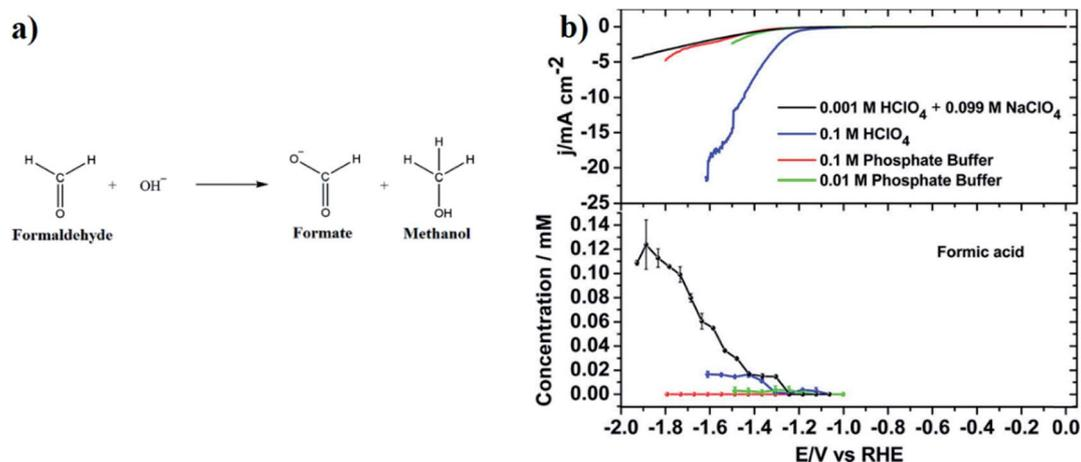 a)
H H
C
O
+
OH⁻
O⁻ H
C
O
+
H
H H
C
OH
Formaldehyde
Formate
Methanol
b)
0
-5
-10
-15
-20
-25
j/mA cm⁻²
0.001 M HClO₄ + 0.099 M NaClO₄
0.1 M HClO₄
0.1 M Phosphate Buffer
0.01 M Phosphate Buffer
0.14
0.12
0.10
0.08
0.06
0.04
0.02
0.00
Concentration / mM
Formic acid
-2.0 -1.8 -1.6 -1.4 -1.2 -1.0 -0.8 -0.6 -0.4 -0.2 0.0
E/V vs RHE